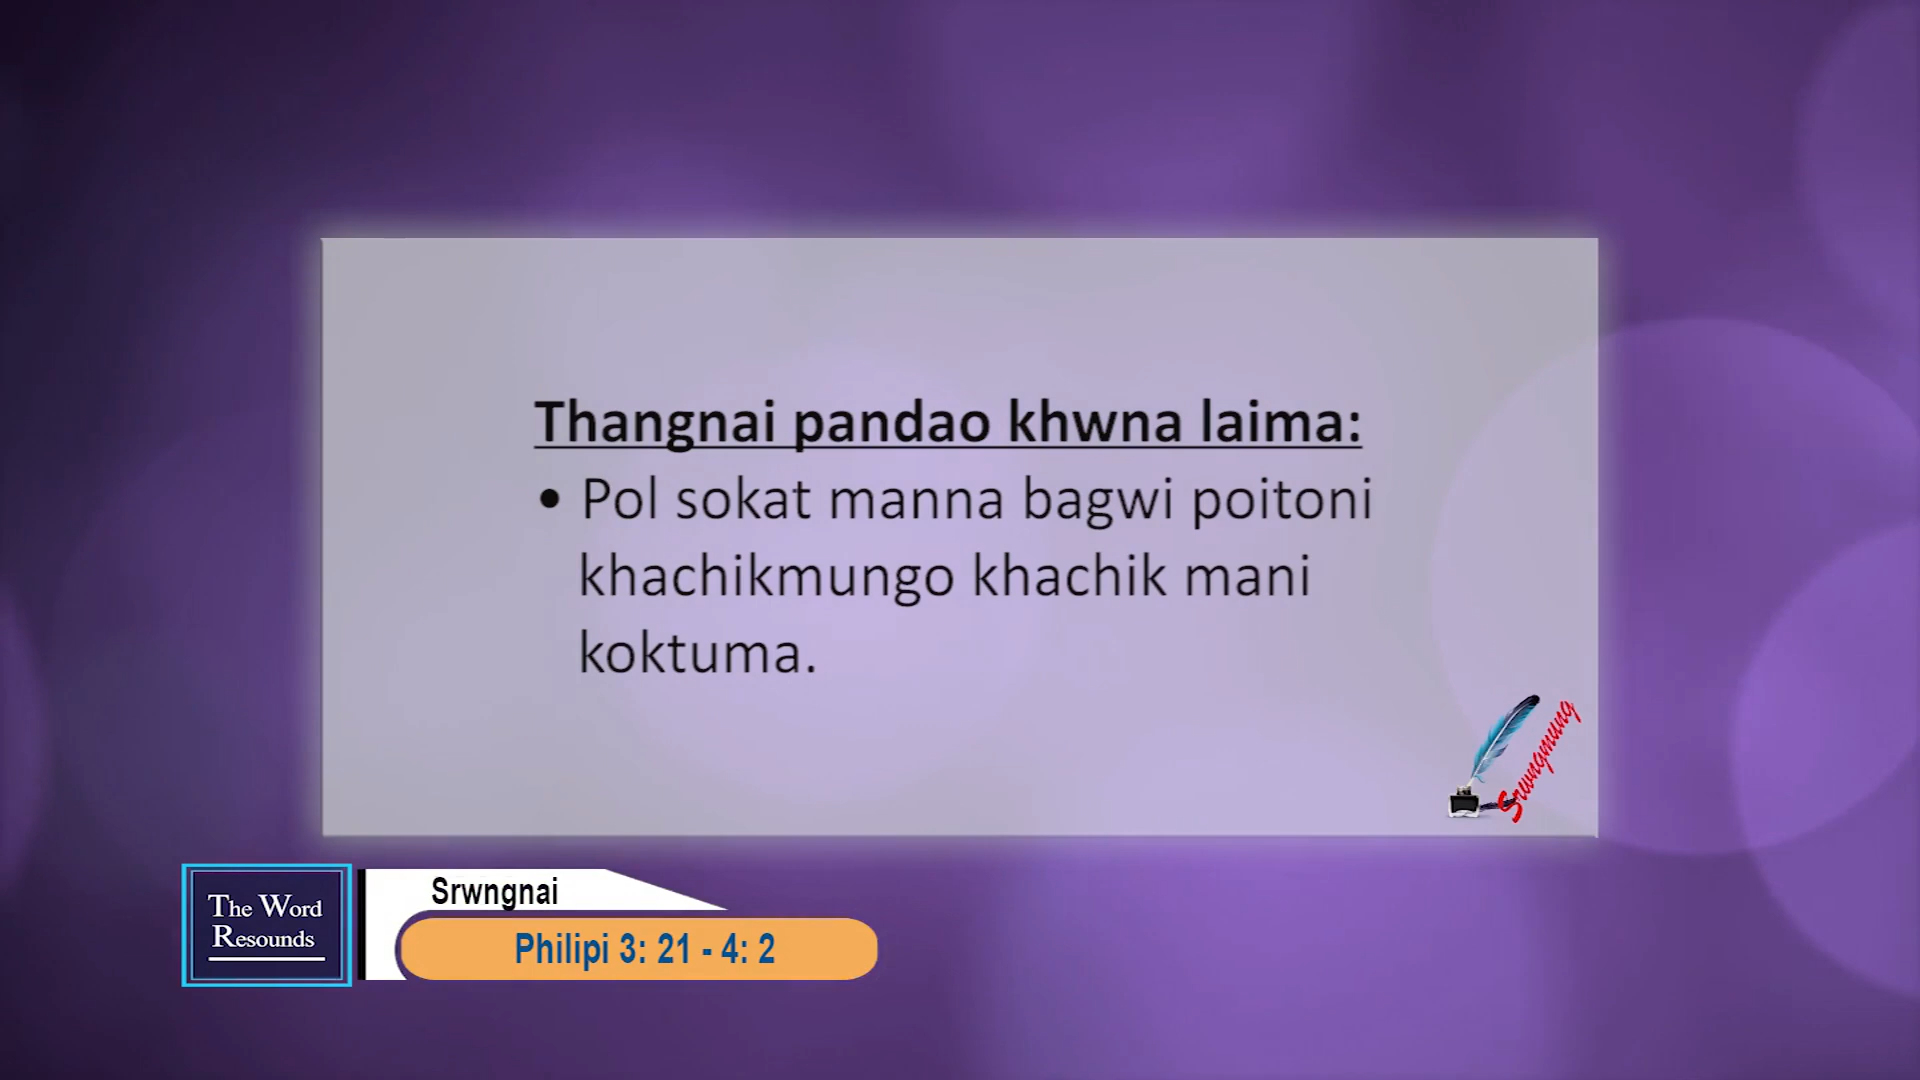 Thangnai pandao khwna laima:
• Pol sokat manna bagwi poitoni
khachikmungo khachik mani
koktuma.
Srwngmung
The Word
Resounds
Srwngnai
Philipi 3: 21 - 4: 2